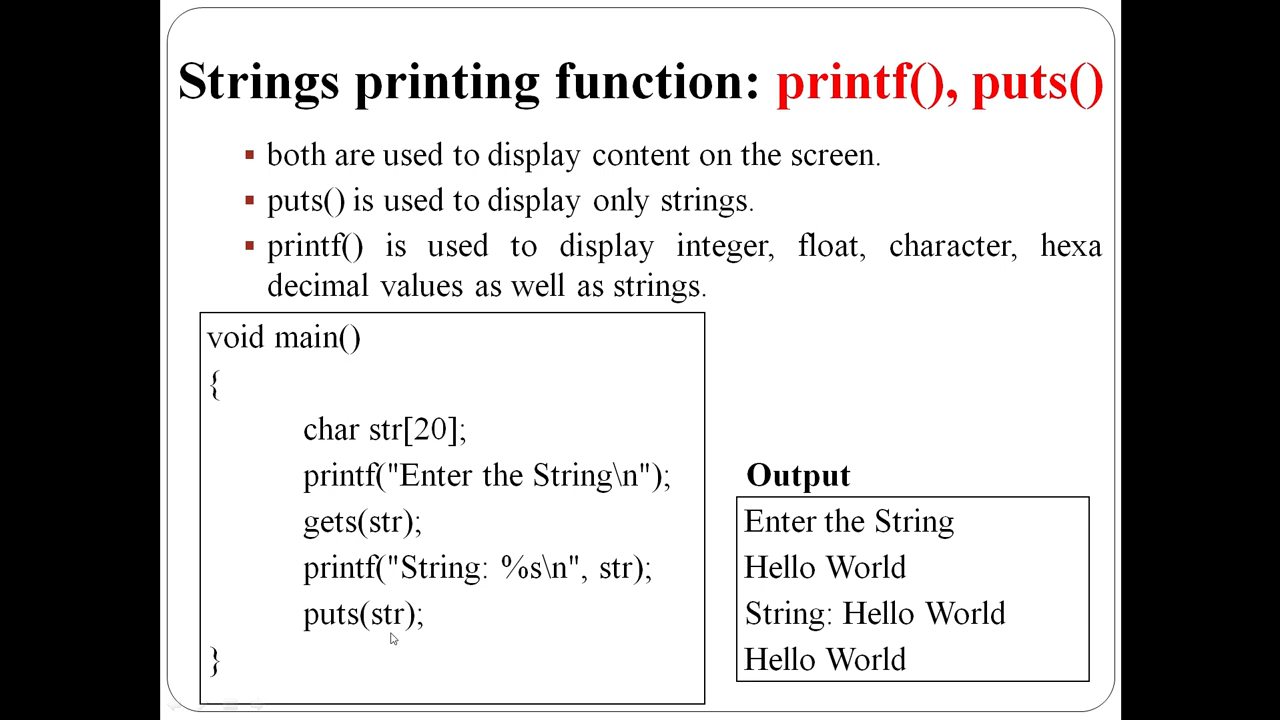 Strings printing function: printf(), puts()
▪ both are used to display content on the screen.
▪ puts() is used to display only strings.
▪ printf() is used to display integer, float, character, hexa
decimal values as well as strings.
void main()
{
char str[20];
printf("Enter the String\n");
gets(str);
printf("String: %s\n", str);
puts(str);
}
Output
Enter the String
Hello World
String: Hello World
Hello World